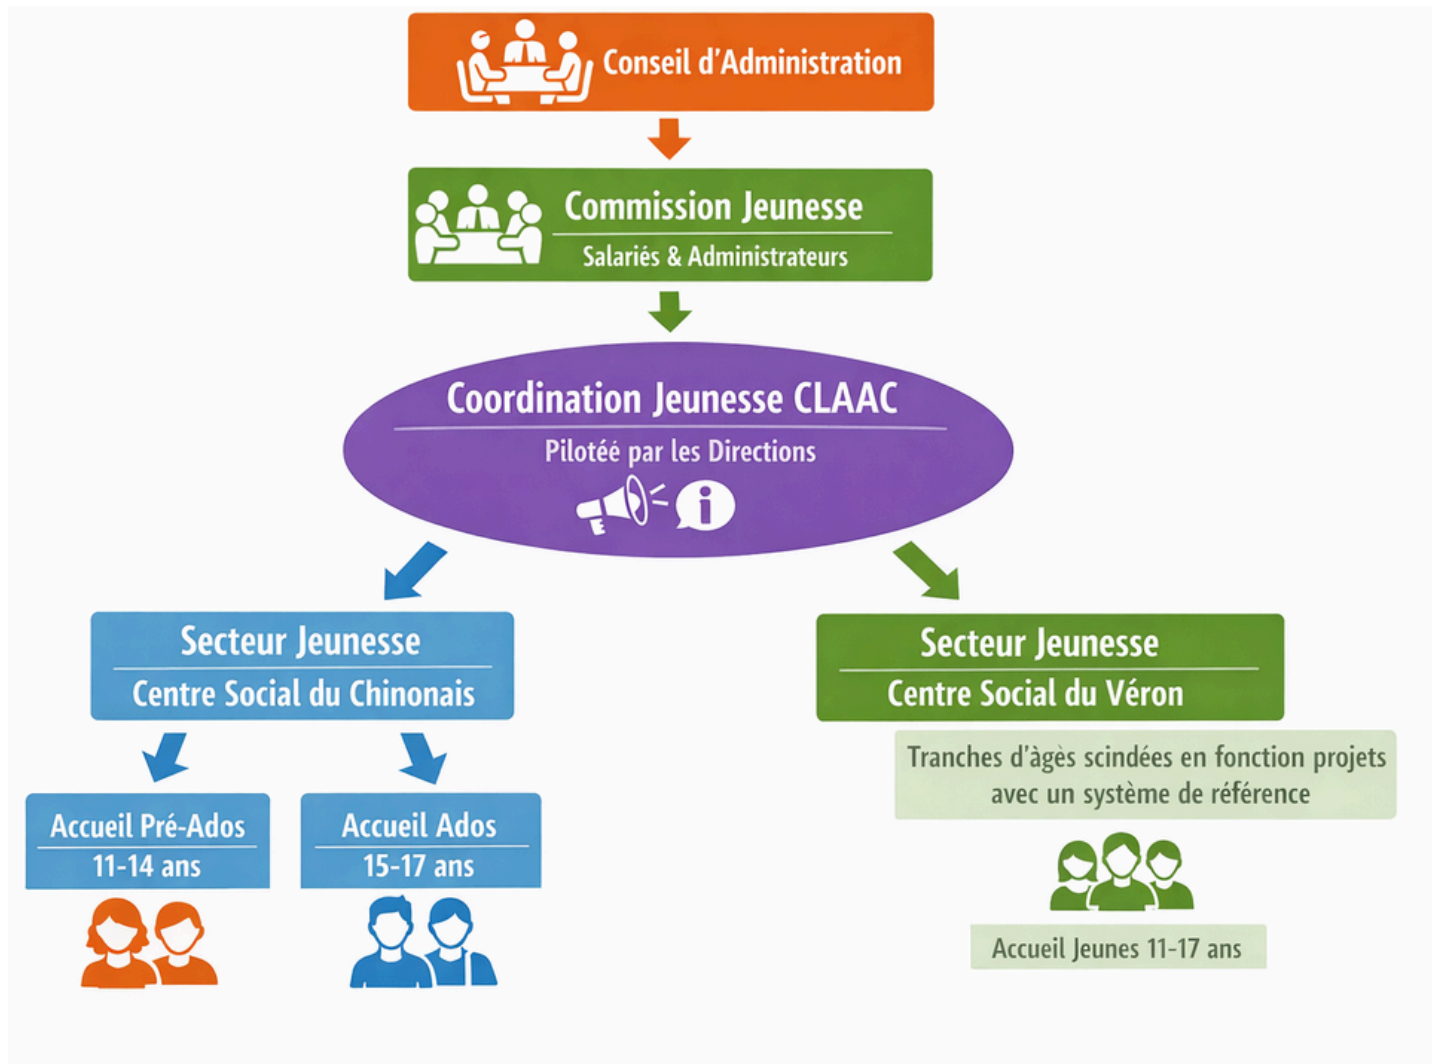 Conseil d'Administration
Commission Jeunesse
Salariés & Administrateurs
Coordination Jeunesse CLAAC
Pilotéé par les Directions
i
Secteur Jeunesse
Centre Social du Chinonais
Secteur Jeunesse
Centre Social du Véron
Tranches d'àgès scindées en fonction projets
avec un système de référence
Accueil Pré-Ados
11-14 ans
Accueil Ados
15-17 ans
Accueil Jeunes 11-17 ans